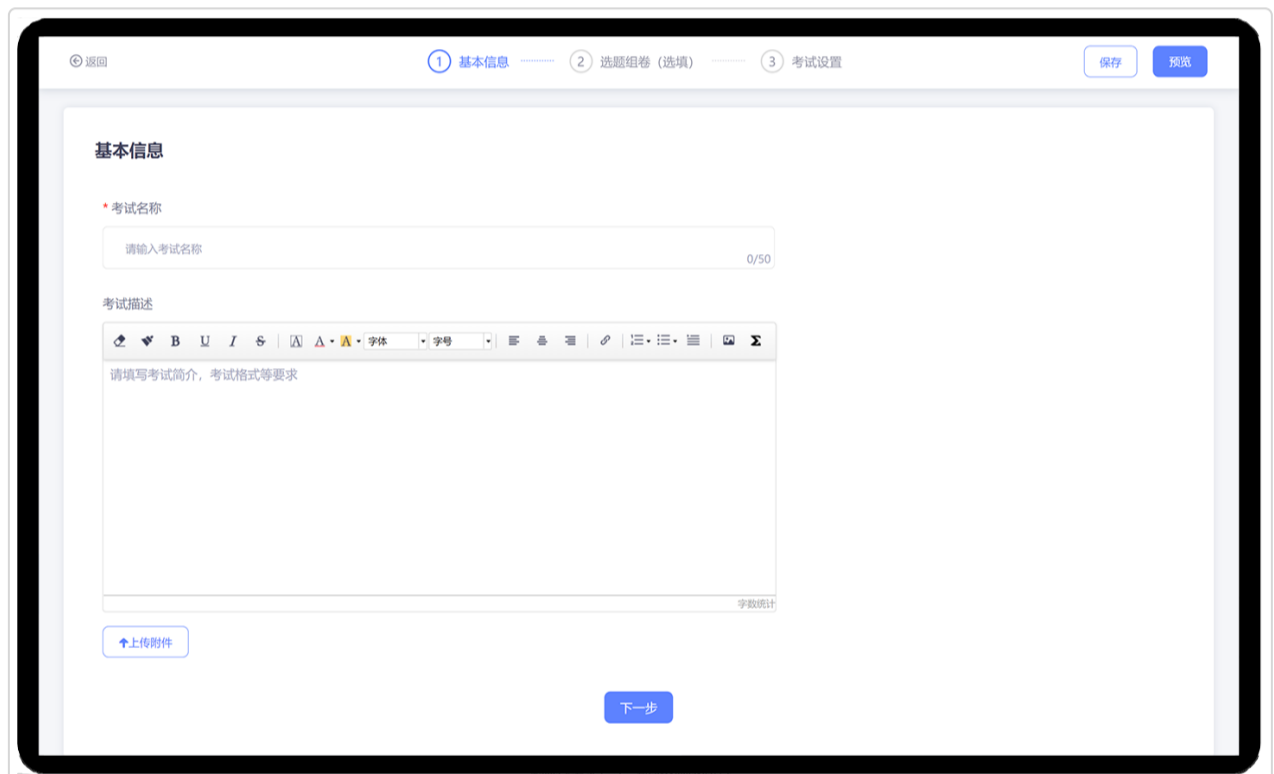 返回
1 基本信息 2 选题组卷（选填） 3 考试设置
保存 预览
基本信息
* 考试名称
请输入考试名称
0/50
考试描述
B U I S A A A 字体 字号 Σ
请填写考试简介，考试格式等要求
字数统计
上传附件
下一步